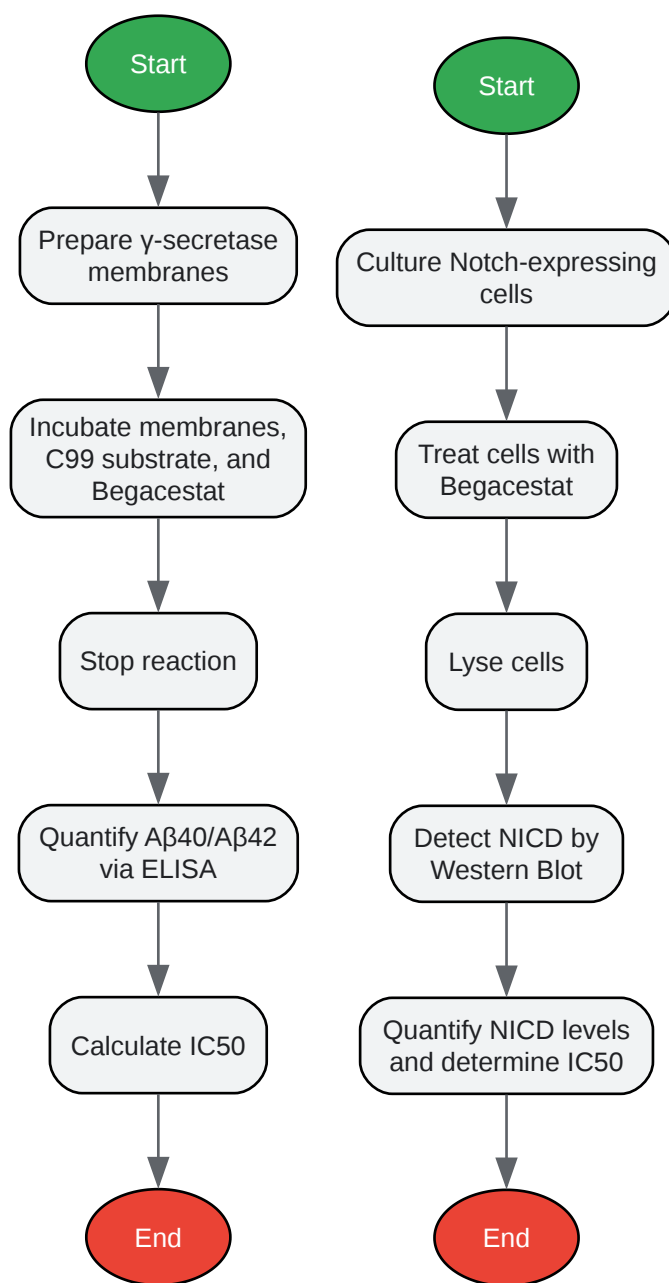 Start
Prepare γ-secretase
membranes
Incubate membranes,
C99 substrate, and
Begacestat
Stop reaction
Quantify Aβ40/Aβ42
via ELISA
Calculate IC50
End
Start
Culture Notch-expressing
cells
Treat cells with
Begacestat
Lyse cells
Detect NICD by
Western Blot
Quantify NICD levels
and determine IC50
End